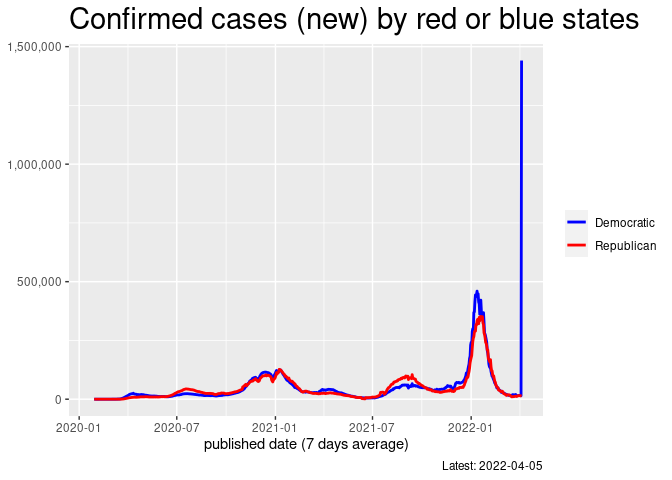 Confirmed cases (new) by red or blue states
1,500,000
1,000,000
500,000
0
2020-01
2020-07
2021-01
2021-07
2022-01
published date (7 days average)
Democratic
Republican
Latest: 2022-04-05